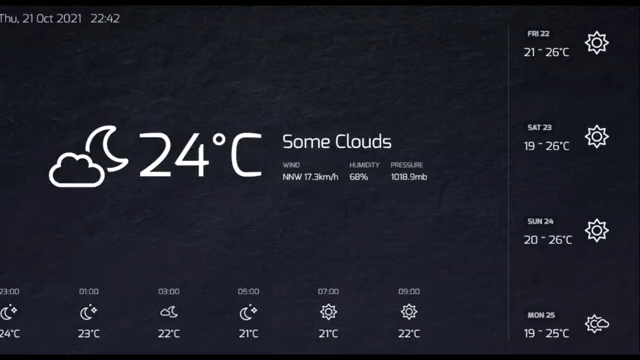 Thu, 21 Oct 2021 22:42
24°C
Some Clouds
WIND HUMIDITY PRESSURE
NNW 17.3km/h 68% 1018.9mb
23:00 01:00 03:00 05:00 07:00 09:00
24°C 23°C 22°C 21°C 21°C 22°C
FRI 22
21 - 26°C
SAT 23
19 - 26°C
SUN 24
20 - 26°C
MON 25
19 - 25°C